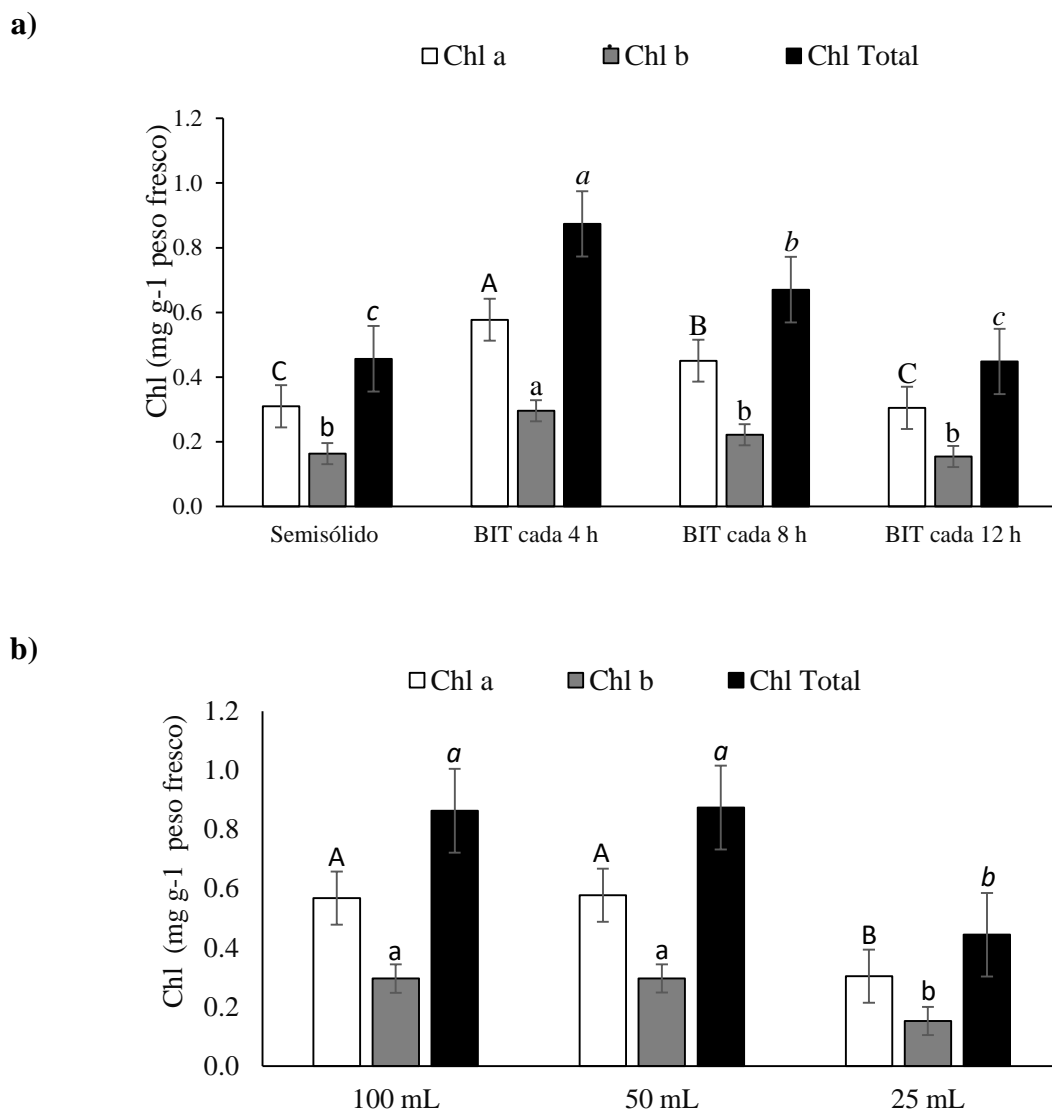 a)
Chl a Chl b Chl Total
Chl (mg g-1 peso fresco)
1.2
1.0
0.8
0.6
0.4
0.2
0.0
C b c A a a B b b C b c
Semisólido BIT cada 4 h BIT cada 8 h BIT cada 12 h
b)
Chl a Chl b Chl Total
Chl (mg g-1 peso fresco)
1.2
1.0
0.8
0.6
0.4
0.2
0.0
A a a A a a B b b
100 mL 50 mL 25 mL